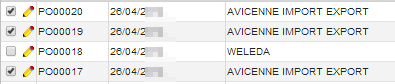 PO00020 26/04/2 AVICENNE IMPORT EXPORT
PO00019 26/04/2 AVICENNE IMPORT EXPORT
PO00018 26/04/2 WELEDA
PO00017 26/04/2 AVICENNE IMPORT EXPORT